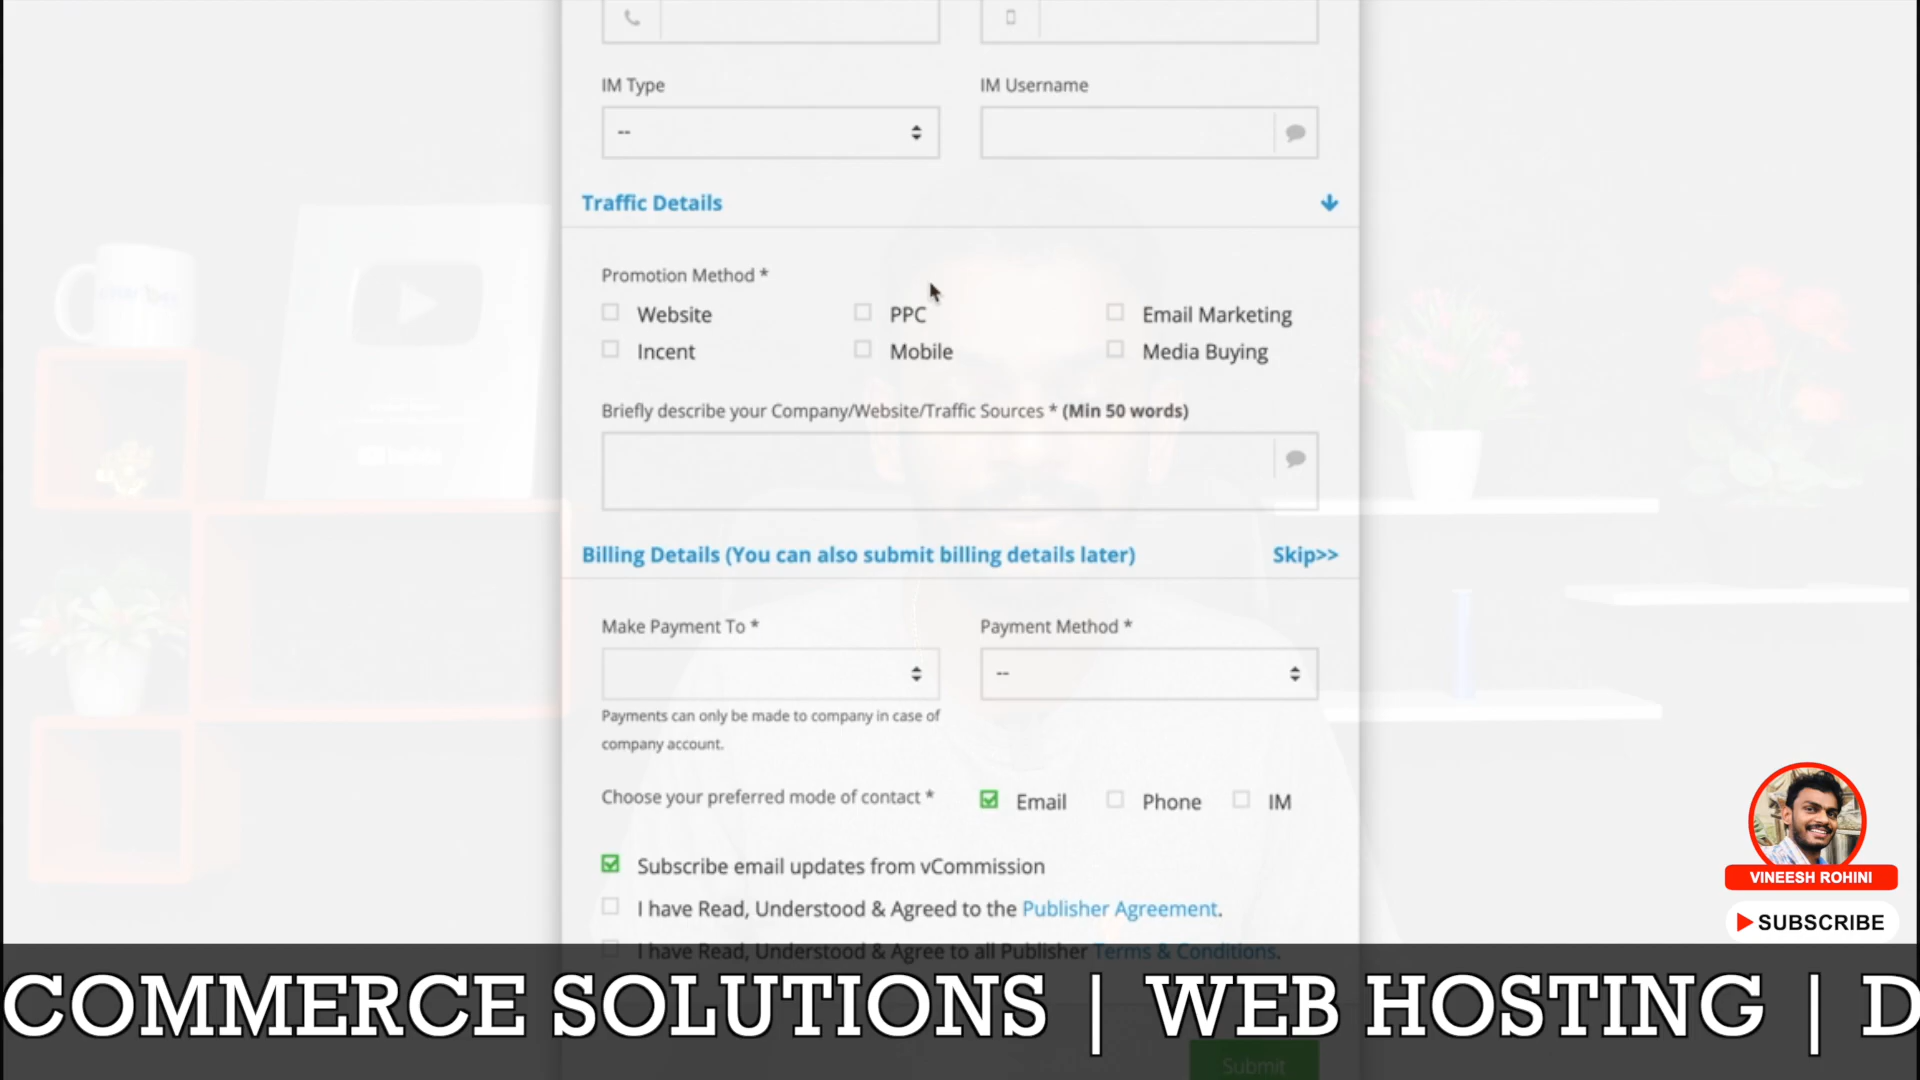 IM Type
IM Username
--
Traffic Details
Promotion Method *
Website
PPC
Email Marketing
Incent
Mobile
Media Buying
Briefly describe your Company/Website/Traffic Sources * (Min 50 words)
Billing Details (You can also submit billing details later)
Skip>>
Make Payment To *
Payment Method *
--
Payments can only be made to company in case of
company account.
Choose your preferred mode of contact *
Email
Phone
IM
Subscribe email updates from vCommission
I have Read, Understood & Agreed to the Publisher Agreement.
I have Read, Understood & Agree to all Publisher Terms & Conditions.
VINEESH ROHINI
SUBSCRIBE
COMMERCE SOLUTIONS | WEB HOSTING | D
Submit